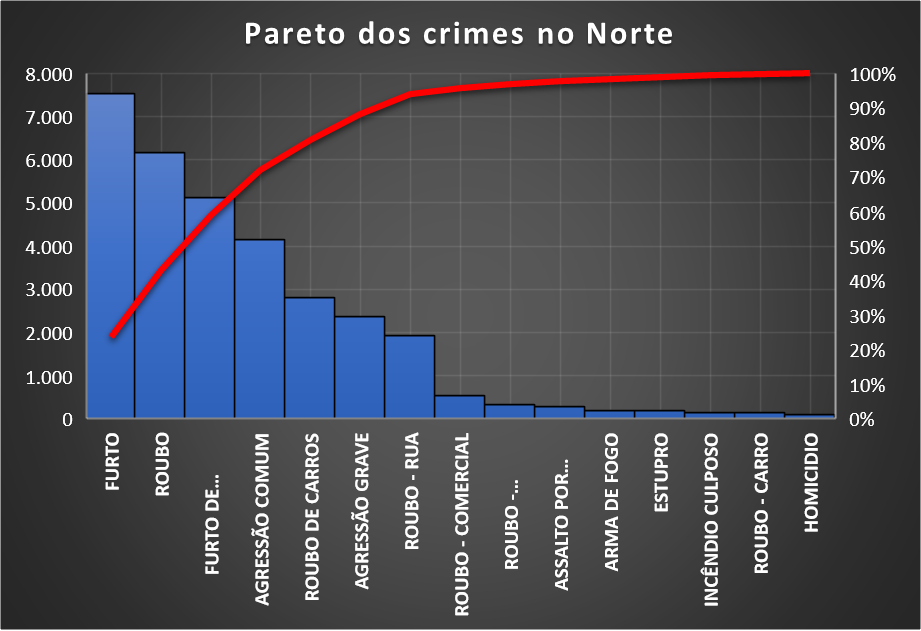 Pareto dos crimes no Norte
8.000
7.000
6.000
5.000
4.000
3.000
2.000
1.000
0
100%
90%
80%
70%
60%
50%
40%
30%
20%
10%
0%
FURTO
ROUBO
FURTO DE...
AGRESSÃO COMUM
ROUBO DE CARROS
AGRESSÃO GRAVE
ROUBO - RUA
ROUBO - COMERCIAL
ROUBO -...
ASSALTO POR...
ARMA DE FOGO
ESTUPRO
INCÊNDIO CULPOSO
ROUBO - CARRO
HOMICIDIO